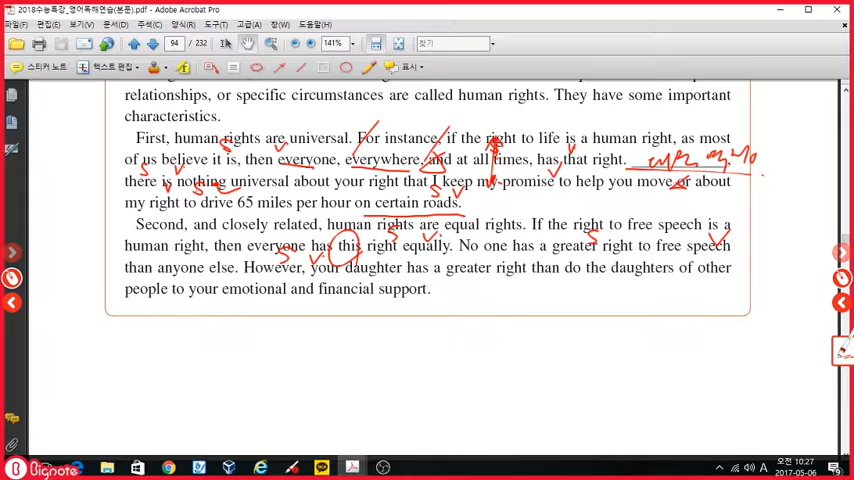 2018수능특강_영어독해연습(본문).pdf - Adobe Acrobat Pro
파일(F) 편집(E) 보기(V) 문서(D) 주석(C) 양식(R) 도구(T) 고급(A) 창(W) 도움말(H)
94 / 232 141% 찾기
스티커 노트 텍스트 편집 표시
relationships, or specific circumstances are called human rights. They have some important
characteristics.
First, human rights are universal. For instance, if the right to life is a human right, as most
of us believe it is, then everyone, everywhere, and at all times, has that right.
there is nothing universal about your right that I keep my promise to help you move or about
my right to drive 65 miles per hour on certain roads.
Second, and closely related, human rights are equal rights. If the right to free speech is a
human right, then everyone has this right equally. No one has a greater right to free speech
than anyone else. However, your daughter has a greater right than do the daughters of other
people to your emotional and financial support.
Bignote
A 오전 10:27
2017-05-06